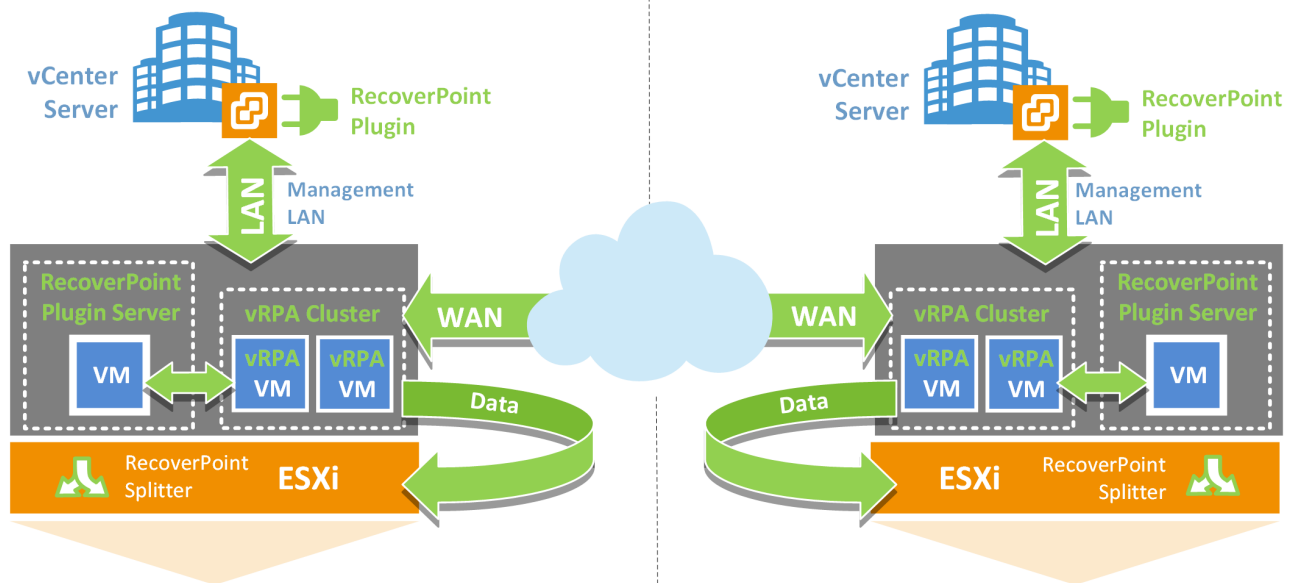 vCenter
Server
RecoverPoint
Plugin
LAN
Management
LAN
RecoverPoint
Plugin Server
VM
vRPA Cluster
vRPA
VM
vRPA
VM
WAN
Data
RecoverPoint
Splitter
ESXi
vCenter
Server
RecoverPoint
Plugin
LAN
Management
LAN
WAN
vRPA Cluster
vRPA
VM
vRPA
VM
RecoverPoint
Plugin Server
VM
Data
ESXi
RecoverPoint
Splitter